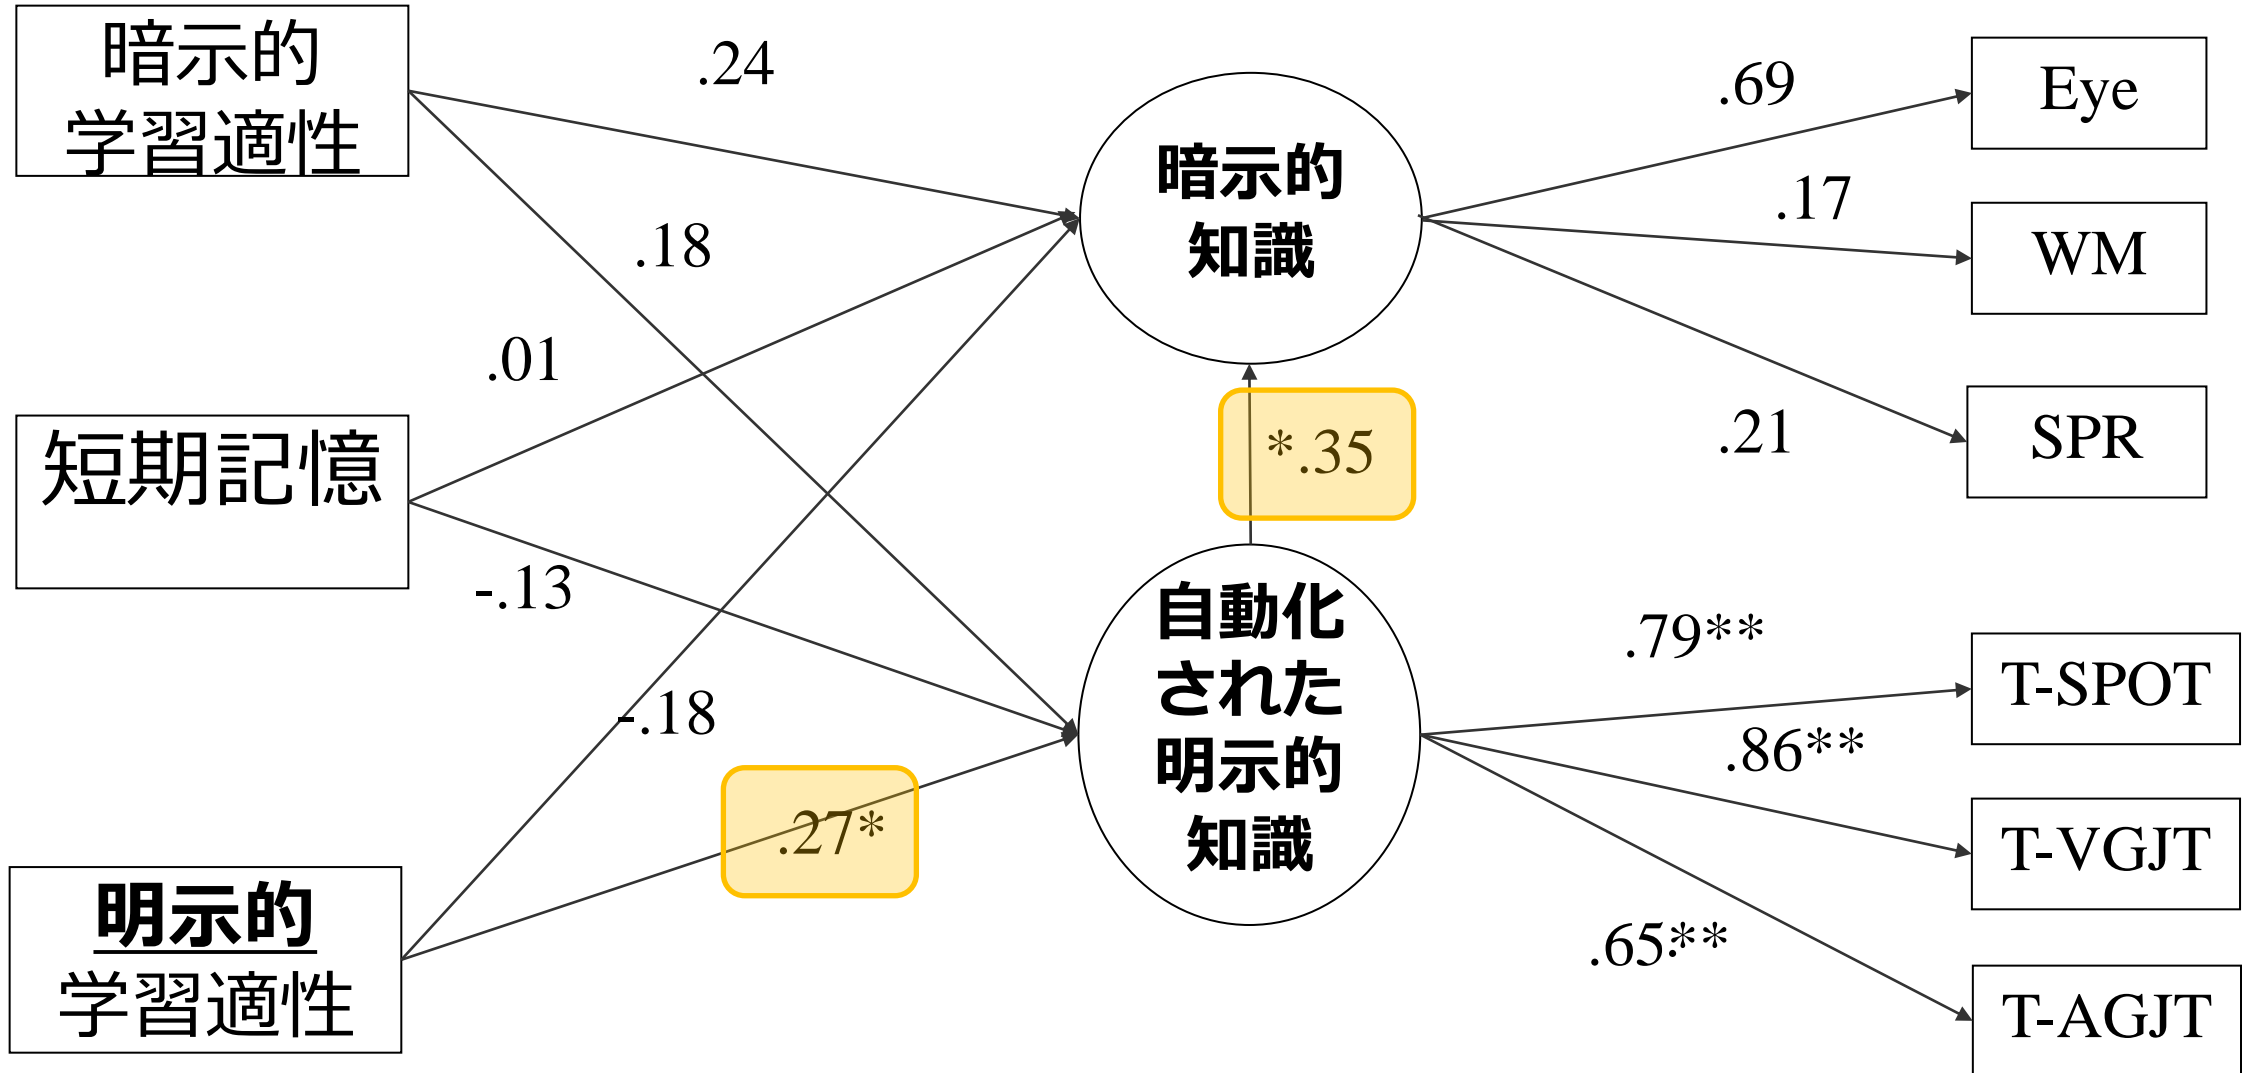 暗示的
学習適性
短期記憶
明示的
学習適性
.24
.18
.01
-.13
-.18
.27*
暗示的
知識
*.35
自動化
された
明示的
知識
.69
.17
.21
.79**
.86**
.65**
Eye
WM
SPR
T-SPOT
T-VGJT
T-AGJT